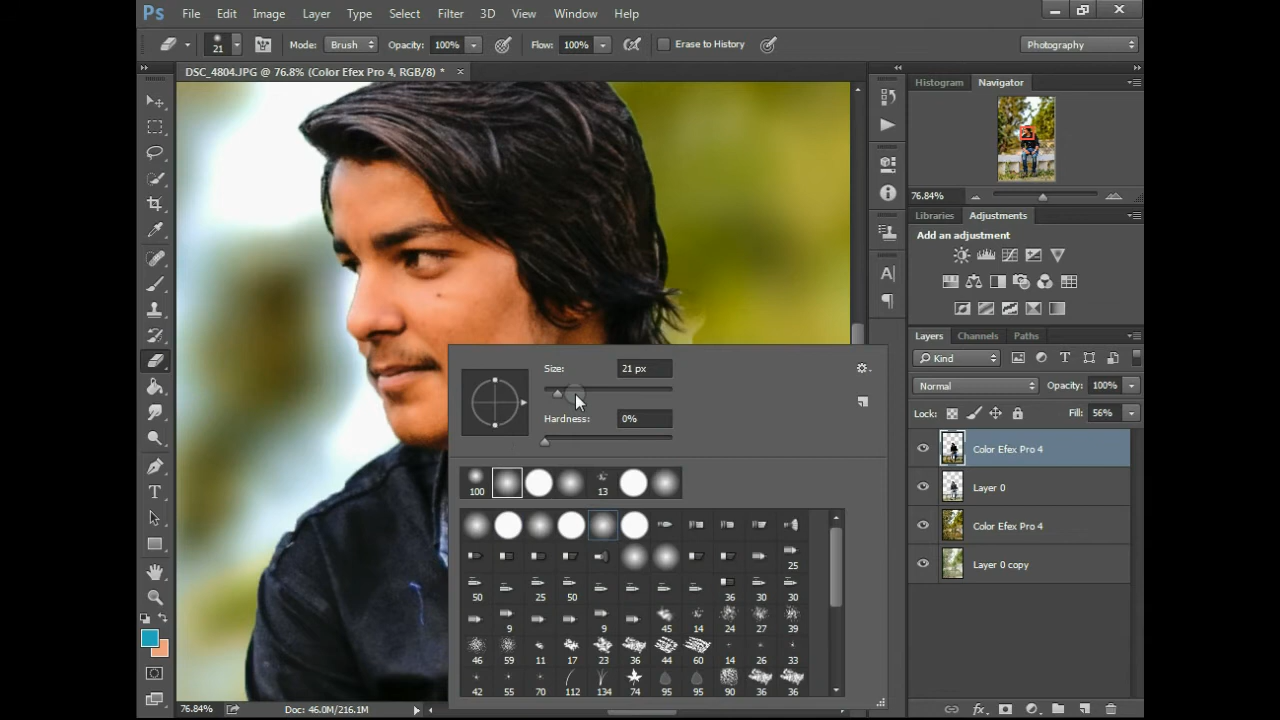 Ps File Edit Image Layer Type Select Filter 3D View Window Help
21 Mode: Brush Opacity: 100% Flow: 100% Erase to History Photography
DSC_4804.JPG @ 76.8% (Color Efex Pro 4, RGB/8) *
Histogram Navigator
76.84%
Libraries Adjustments
Add an adjustment
Layers Channels Paths
Kind
Normal Opacity: 100%
Lock: Fill: 56%
Color Efex Pro 4
Layer 0
Color Efex Pro 4
Layer 0 copy
Size: 21 px
Hardness: 0%
100 13
25
50 25 50 36 30 30
9 9 45 14 24 27 39
46 59 11 17 23 36 44 60 14 26 33
42 55 70 112 134 74 95 95 90 36 36
76.84% Doc: 46.0M/216.1M